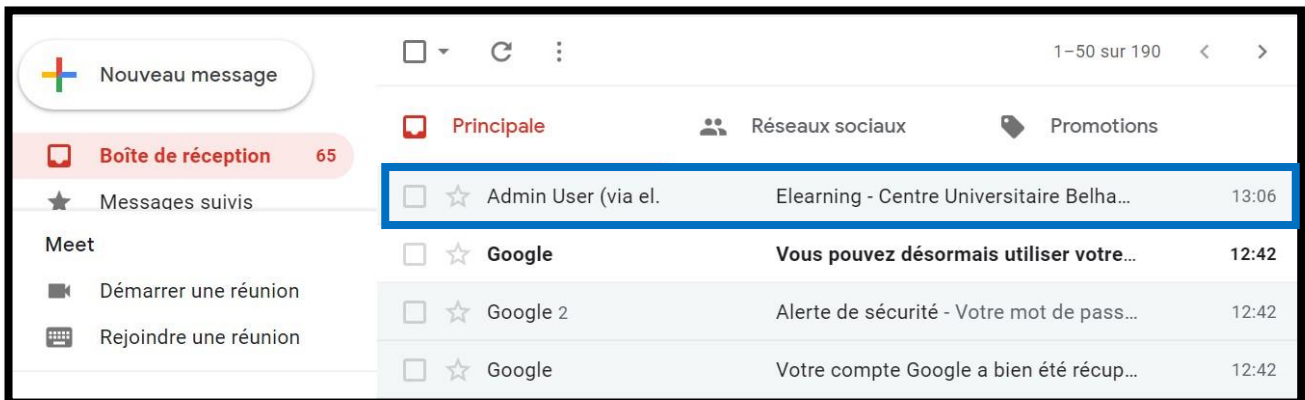 Nouveau message
Boîte de réception 65
Messages suivis
Meet
Démarrer une réunion
Rejoindre une réunion
1–50 sur 190
Principale Réseaux sociaux Promotions
Admin User (via el. Elearning - Centre Universitaire Belha... 13:06
Google Vous pouvez désormais utiliser votre... 12:42
Google 2 Alerte de sécurité - Votre mot de pass... 12:42
Google Votre compte Google a bien été récup... 12:42